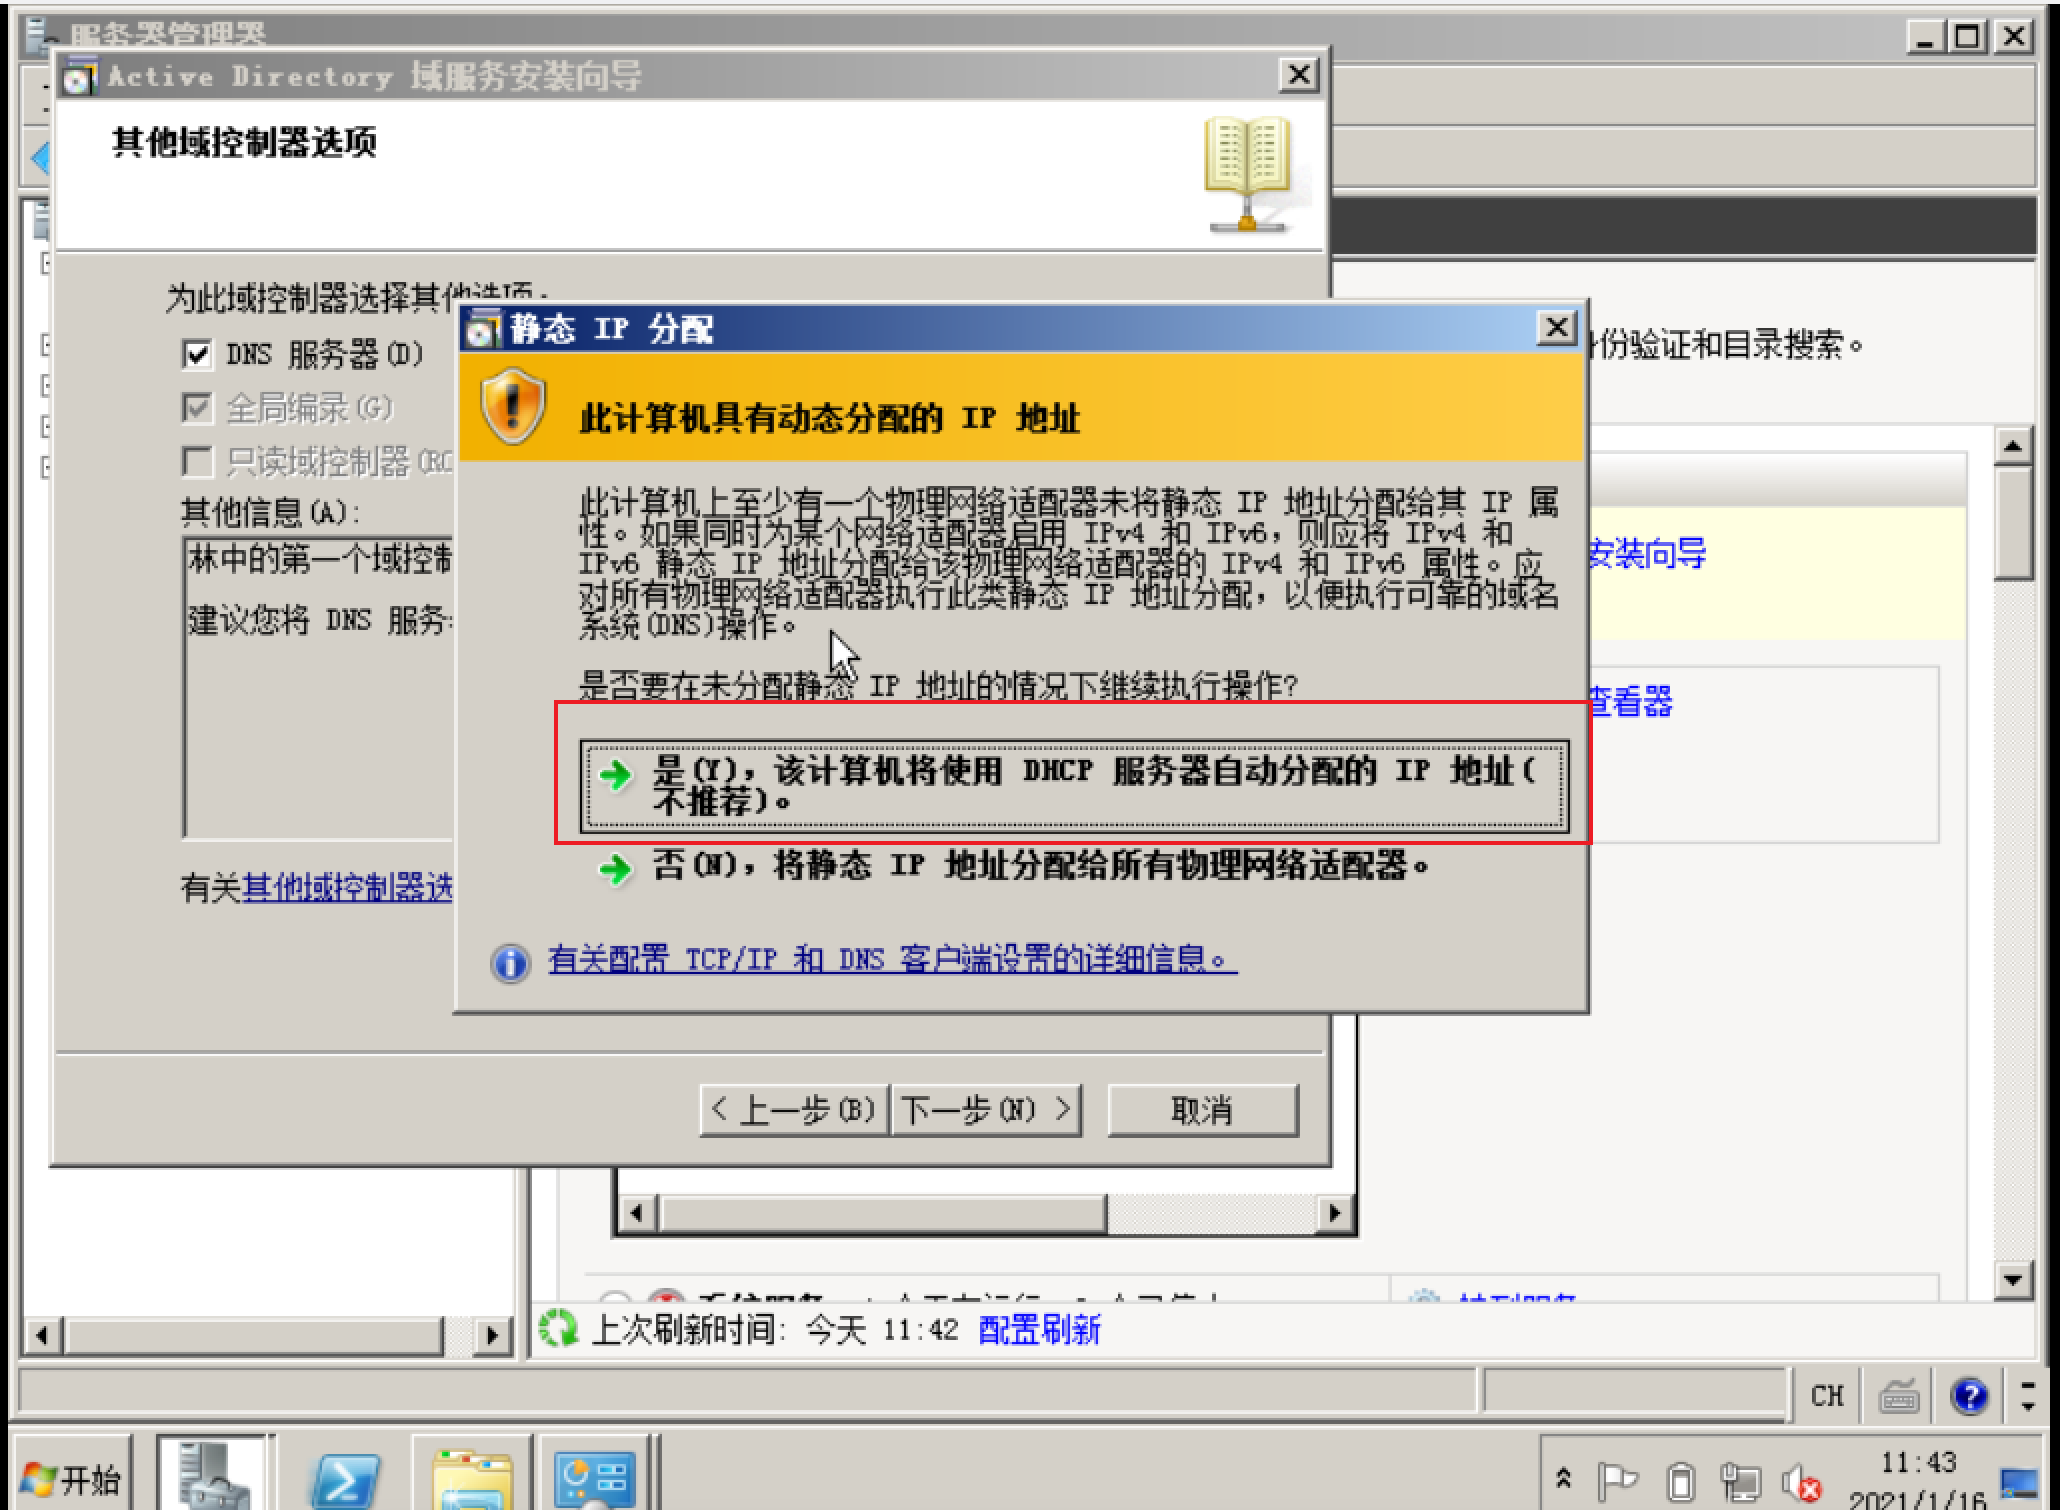 服务器管理器
Active Directory 域服务安装向导
其他域控制器选项
为此域控制器选择其他选项。
DNS 服务器(D)
全局编录(G)
只读域控制器(RO
其他信息(A):
林中的第一个域控制
建议您将 DNS 服务
有关其他域控制器选
< 上一步(B)
下一步(N) >
取消
静态 IP 分配
此计算机具有动态分配的 IP 地址
此计算机上至少有一个物理网络适配器未将静态 IP 地址分配给其 IP 属
性。如果同时为某个网络适配器启用 IPv4 和 IPv6，则应将 IPv4 和
IPv6 静态 IP 地址分配给该物理网络适配器的 IPv4 和 IPv6 属性。应
对所有物理网络适配器执行此类静态 IP 地址分配，以便执行可靠的域名
系统(DNS)操作。
是否要在未分配静态 IP 地址的情况下继续执行操作?
是(Y)，该计算机将使用 DHCP 服务器自动分配的 IP 地址(
不推荐)。
否(N)，将静态 IP 地址分配给所有物理网络适配器。
有关配置 TCP/IP 和 DNS 客户端设置的详细信息。
份验证和目录搜索。
安装向导
查看器
转到服务
上次刷新时间: 今天 11:42 配置刷新
CH
开始
11:43
2021/1/16